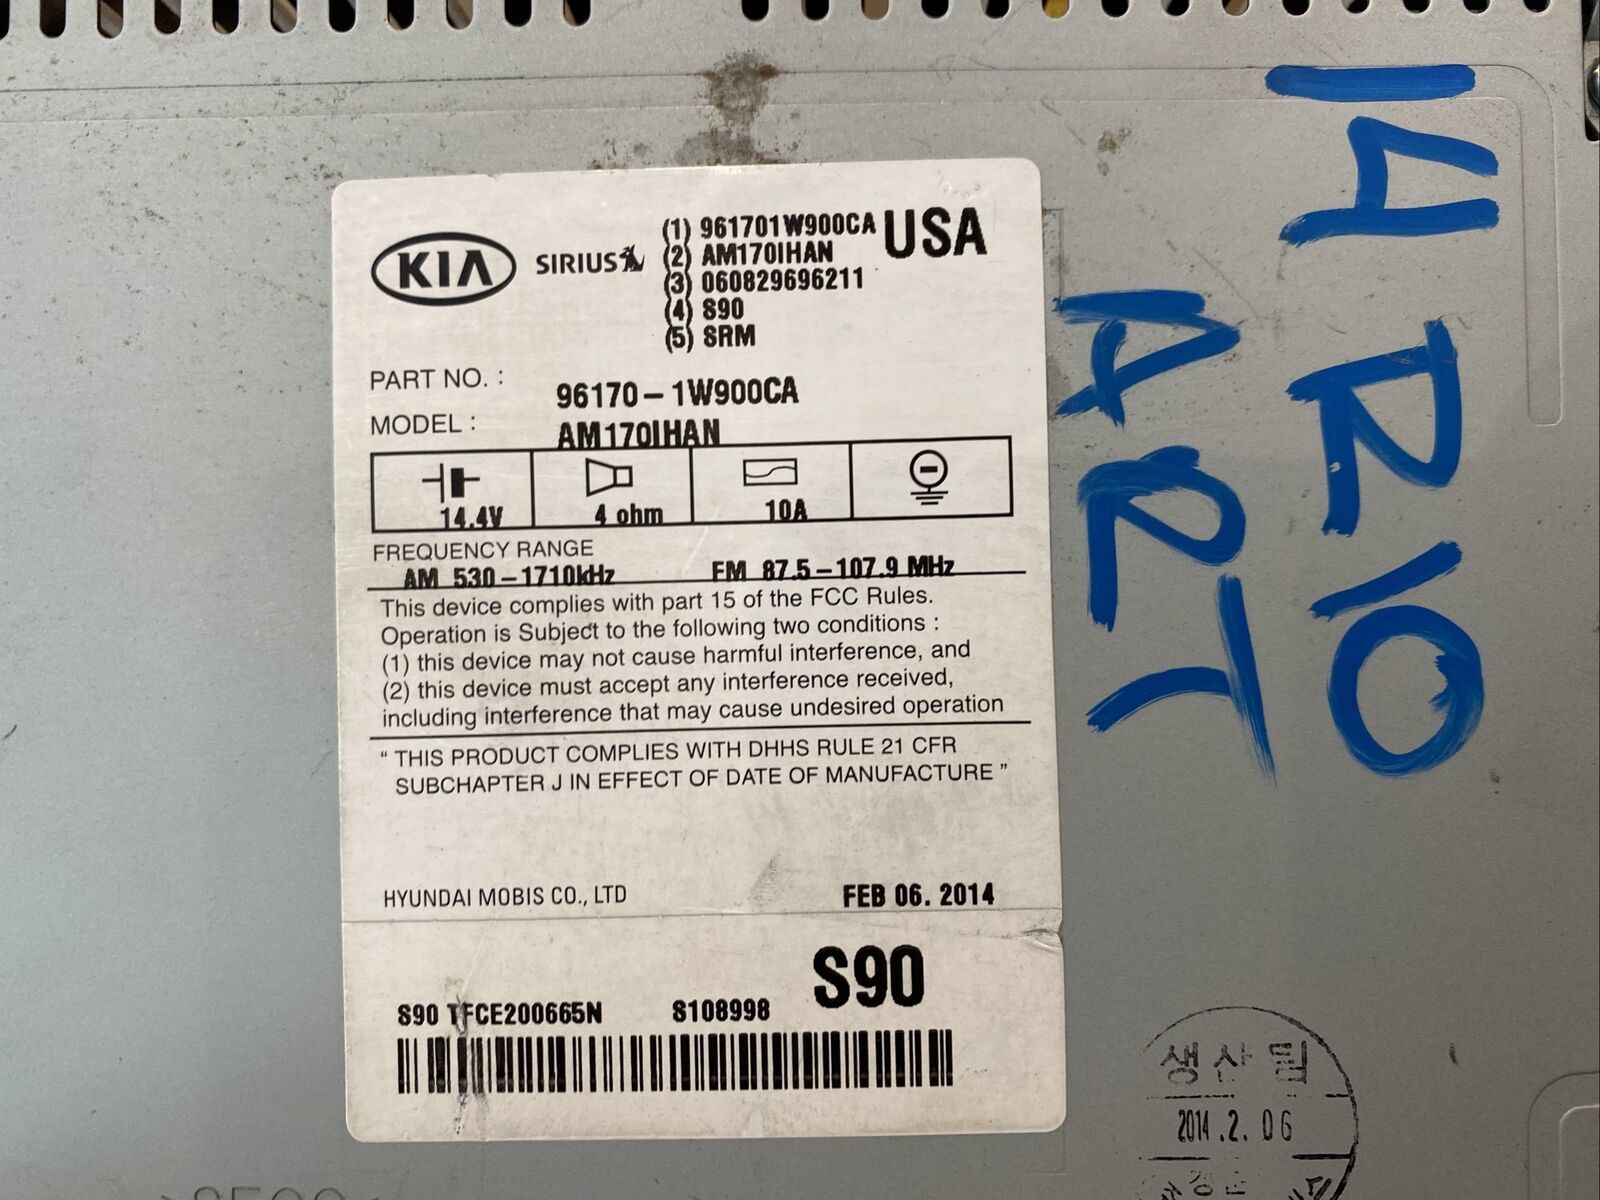 KIA SIRIUS
(1) 961701W900CA USA
(2) AM170IHAN
(3) 060829696211
(4) S90
(5) SRM
PART NO. : 96170-1W900CA
MODEL : AM170IHAN
14.4V 4 ohm 10A
FREQUENCY RANGE
AM 530-1710kHz FM 87.5-107.9 MHz
This device complies with part 15 of the FCC Rules.
Operation is Subject to the following two conditions :
(1) this device may not cause harmful interference, and
(2) this device must accept any interference received,
including interference that may cause undesired operation
" THIS PRODUCT COMPLIES WITH DHHS RULE 21 CFR
SUBCHAPTER J IN EFFECT OF DATE OF MANUFACTURE "
HYUNDAI MOBIS CO., LTD FEB 06. 2014
S90
S90 TFCE200665N S108998
14 RIO
ART
생산팀
2014.2.06